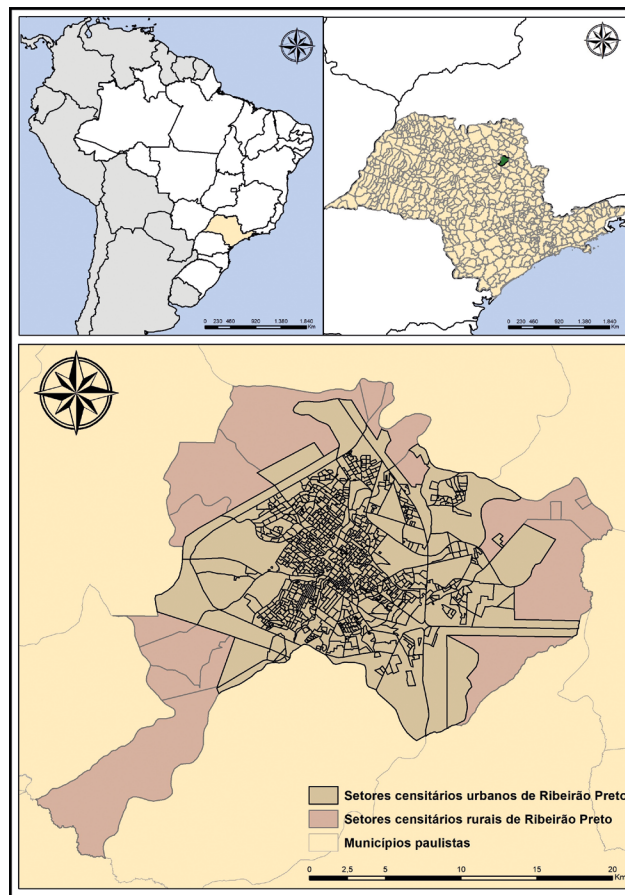 0 230 460 920 1.380 1.840
Km
0 230 460 920 1.380 1.840
Km
Setores censitários urbanos de Ribeirão Preto
Setores censitários rurais de Ribeirão Preto
Municípios paulistas
0 2,5 5 10 15 20
Km